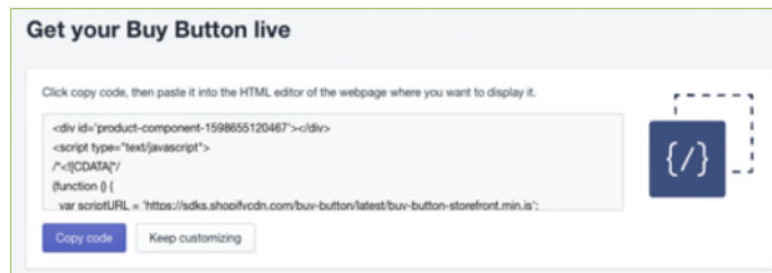 Get your Buy Button live
Click copy code, then paste it into the HTML editor of the webpage where you want to display it.
<div id='product-component-1598655120467'></div>
<script type="text/javascript">
/*<![CDATA[*/
(function () {
var scriptURL = 'https://sdks.shopifycdn.com/buy-button/latest/buy-button-storefront.min.js';
{/}
Copy code Keep customizing